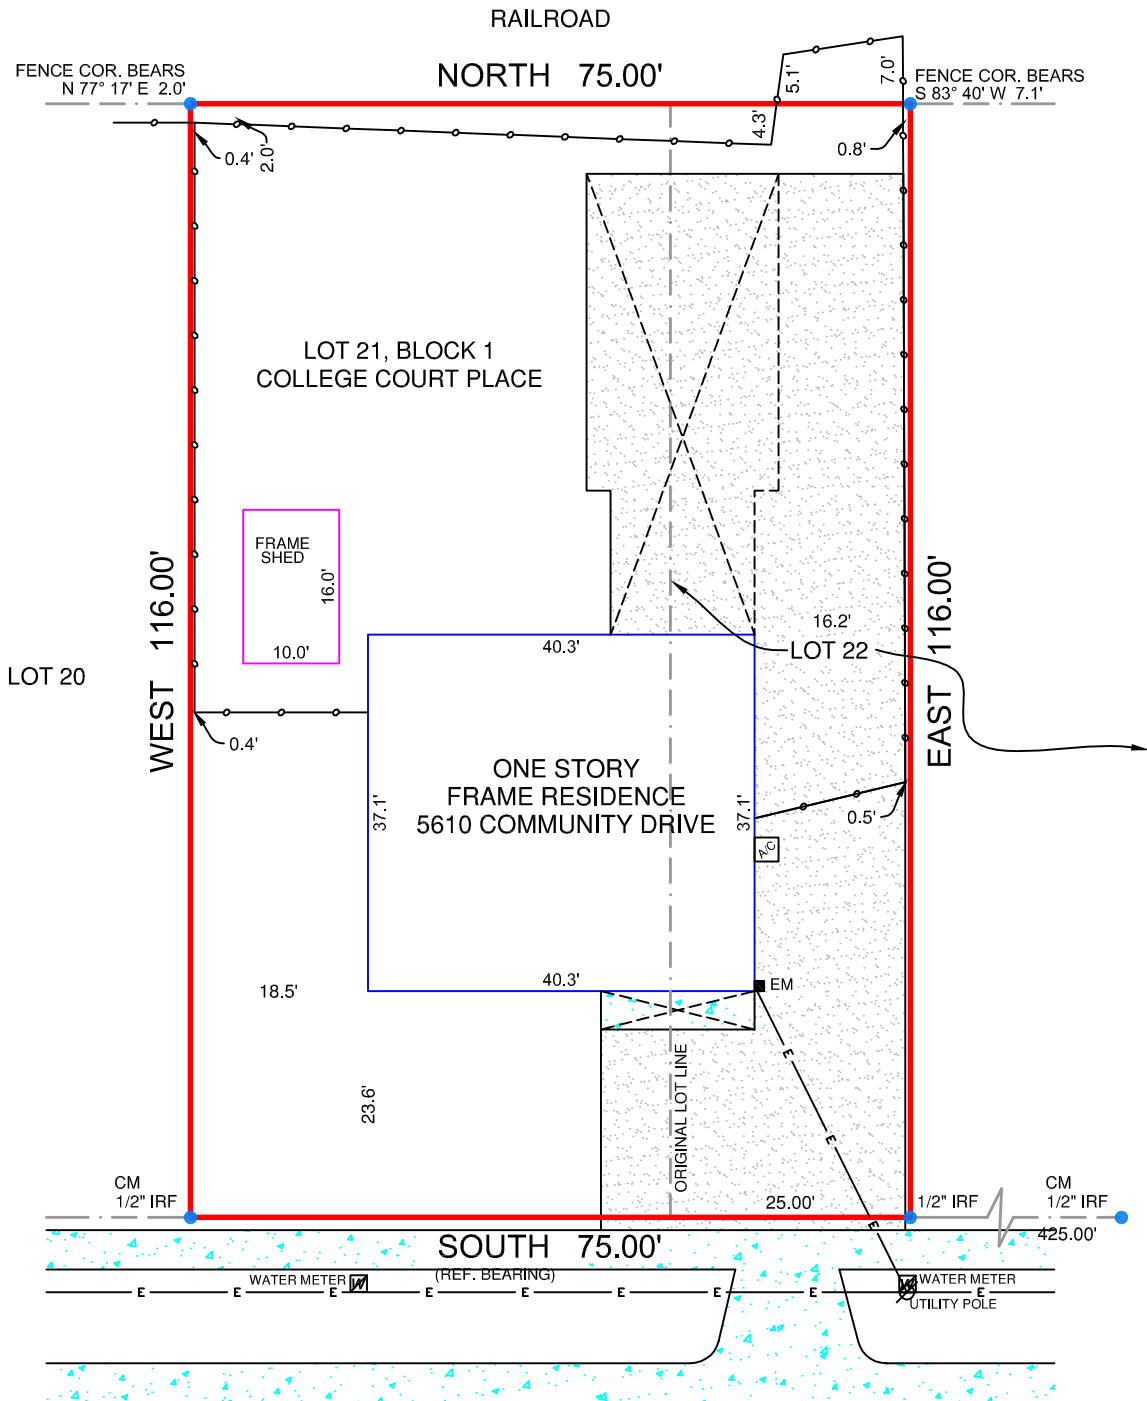 RAILROAD
FENCE COR. BEARS
N 77° 17' E 2.0'
NORTH 75.00'
5.1'
7.0'
FENCE COR. BEARS
S 83° 40' W 7.1'
4.3'
0.4'
2.0'
0.8'
LOT 21, BLOCK 1
COLLEGE COURT PLACE
FRAME
SHED
16.0'
10.0'
WEST 116.00'
EAST 116.00'
16.2'
40.3'
LOT 22
LOT 20
0.4'
ONE STORY
FRAME RESIDENCE
5610 COMMUNITY DRIVE
37.1'
37.1'
0.5'
A/C
40.3'
18.5'
EM
E
23.6'
ORIGINAL LOT LINE
E
CM
1/2" IRF
25.00'
1/2" IRF
CM
1/2" IRF
E
425.00'
SOUTH 75.00'
(REF. BEARING)
WATER METER W
W WATER METER
E E E E E E E E E
UTILITY POLE